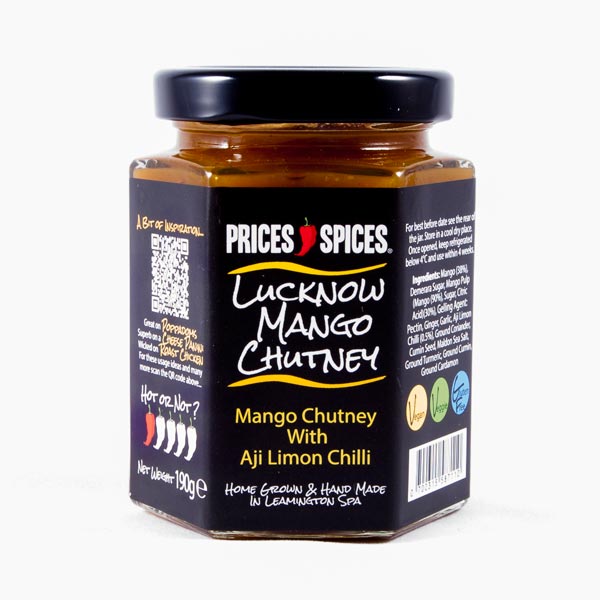 A Bit of Inspiration...
Great on Poppadoms
Superb on a Cheese Panini
Wicked on Roast Chicken
For these usage ideas and many
more scan the QR code above...
Hot or Not?
Net Weight 190g℮
PRICES SPICES®
Lucknow
Mango
Chutney
Mango Chutney
With
Aji Limon Chilli
Home Grown & Hand Made
In Leamington Spa
For best before date see the rear of
the jar. Store in a cool dry place.
Once opened, keep refrigerated
below 4°C and use within 4 weeks.
Ingredients: Mango (38%),
Demerara Sugar, Mango Pulp
(Mango (90%), Sugar, Citric
Acid(30%), Gelling Agent:
Pectin, Ginger, Garlic, Aji Limon
Chilli (0.5%), Ground Coriander,
Cumin Seed, Maldon Sea Salt,
Ground Turmeric, Ground Cumin,
Ground Cardamon
Vegan
Veggie
Gluten Free